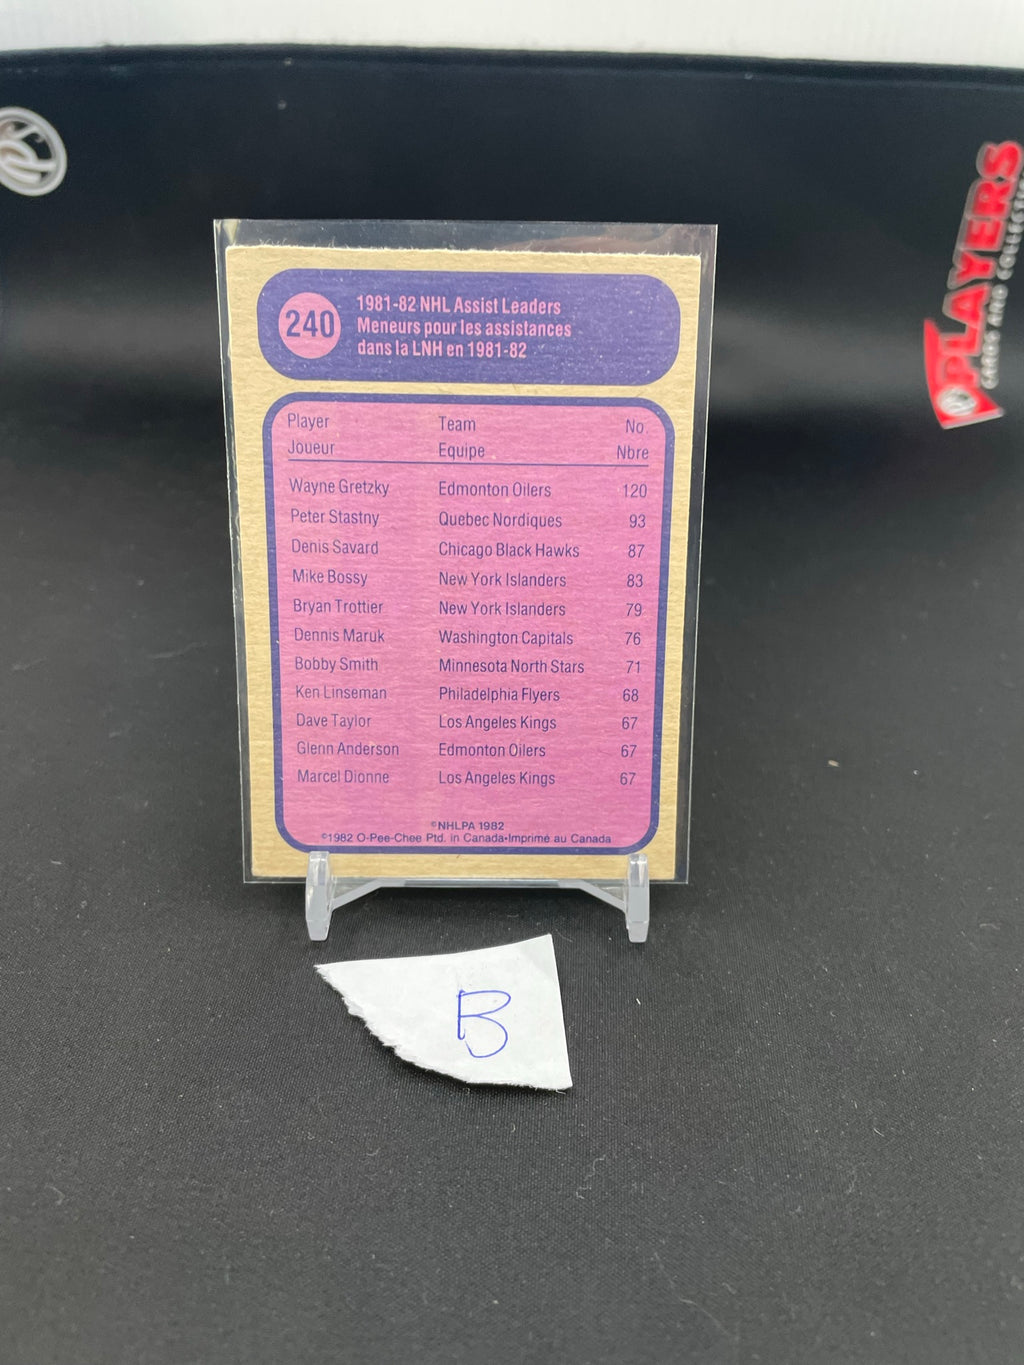 PLAYERS
CARDS AND COLLECTIBLES
240
1981-82 NHL Assist Leaders
Meneurs pour les assistances
dans la LNH en 1981-82
Player Team No.
Joueur Equipe Nbre
Wayne Gretzky Edmonton Oilers 120
Peter Stastny Quebec Nordiques 93
Denis Savard Chicago Black Hawks 87
Mike Bossy New York Islanders 83
Bryan Trottier New York Islanders 79
Dennis Maruk Washington Capitals 76
Bobby Smith Minnesota North Stars 71
Ken Linseman Philadelphia Flyers 68
Dave Taylor Los Angeles Kings 67
Glenn Anderson Edmonton Oilers 67
Marcel Dionne Los Angeles Kings 67
©NHLPA 1982
©1982 O-Pee-Chee Ptd. in Canada•Imprimé au Canada
B